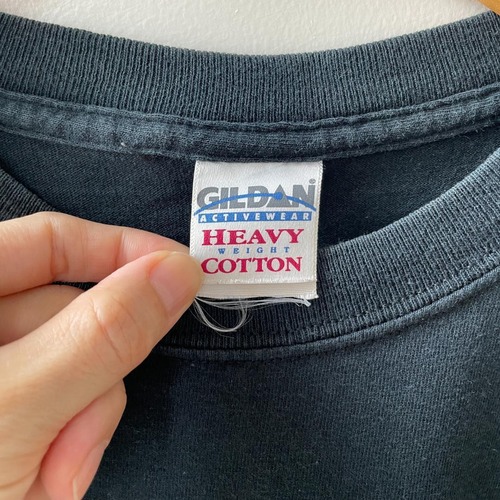 GILDAN
ACTIVEWEAR
HEAVY
WEIGHT
COTTON